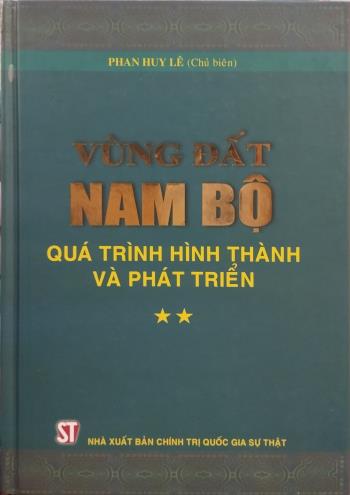 PHAN HUY LÊ (Chủ biên)
VÙNG ĐẤT
NAM BỘ
QUÁ TRÌNH HÌNH THÀNH
VÀ PHÁT TRIỂN
★★
ST
NHÀ XUẤT BẢN CHÍNH TRỊ QUỐC GIA SỰ THẬT